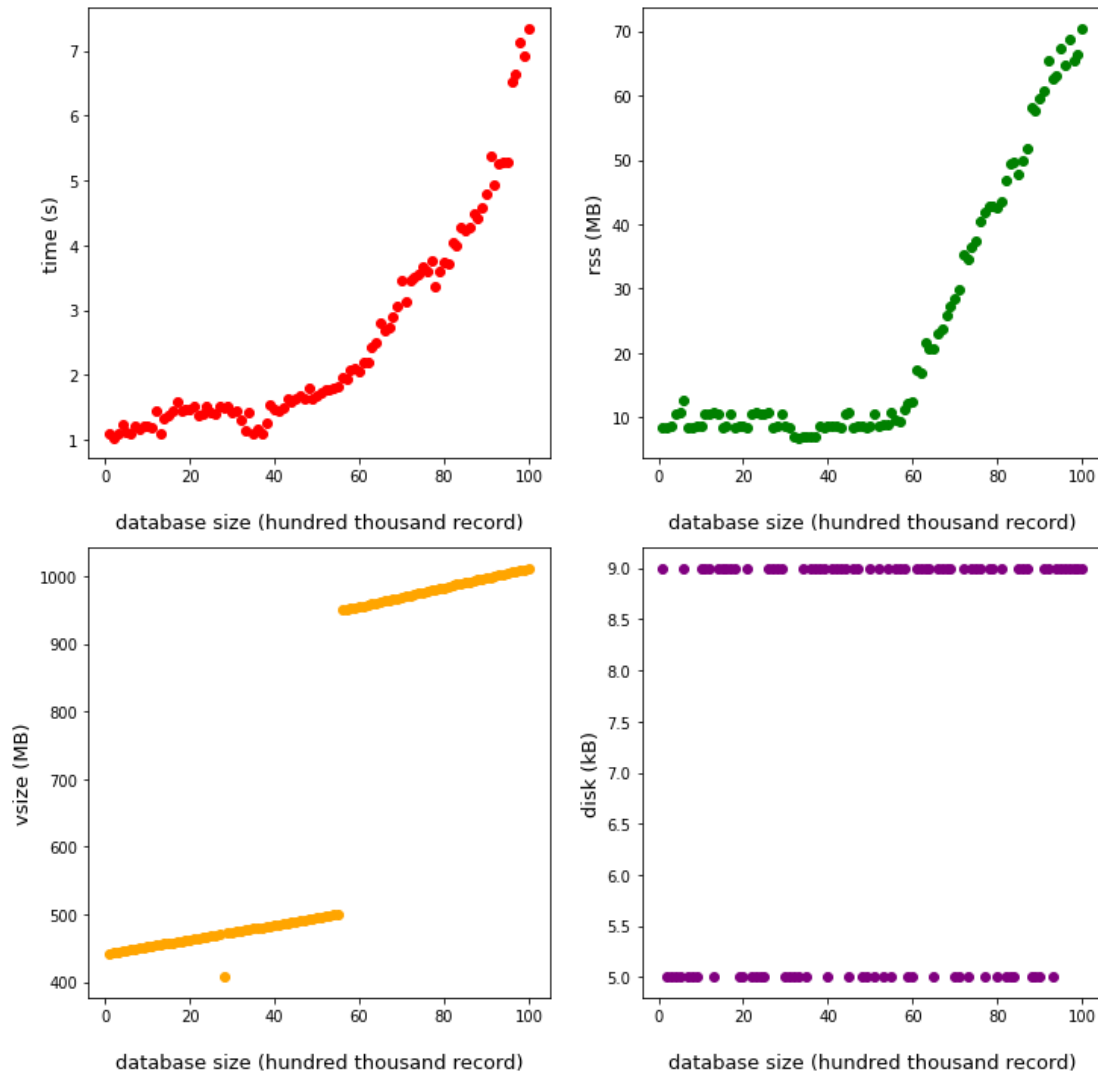 7
6
5
4
3
2
1
time (s)
0 20 40 60 80 100
database size (hundred thousand record)
70
60
50
40
30
20
10
rss (MB)
0 20 40 60 80 100
database size (hundred thousand record)
1000
900
800
700
600
500
400
vsize (MB)
0 20 40 60 80 100
database size (hundred thousand record)
9.0
8.5
8.0
7.5
7.0
6.5
6.0
5.5
5.0
disk (kB)
0 20 40 60 80 100
database size (hundred thousand record)